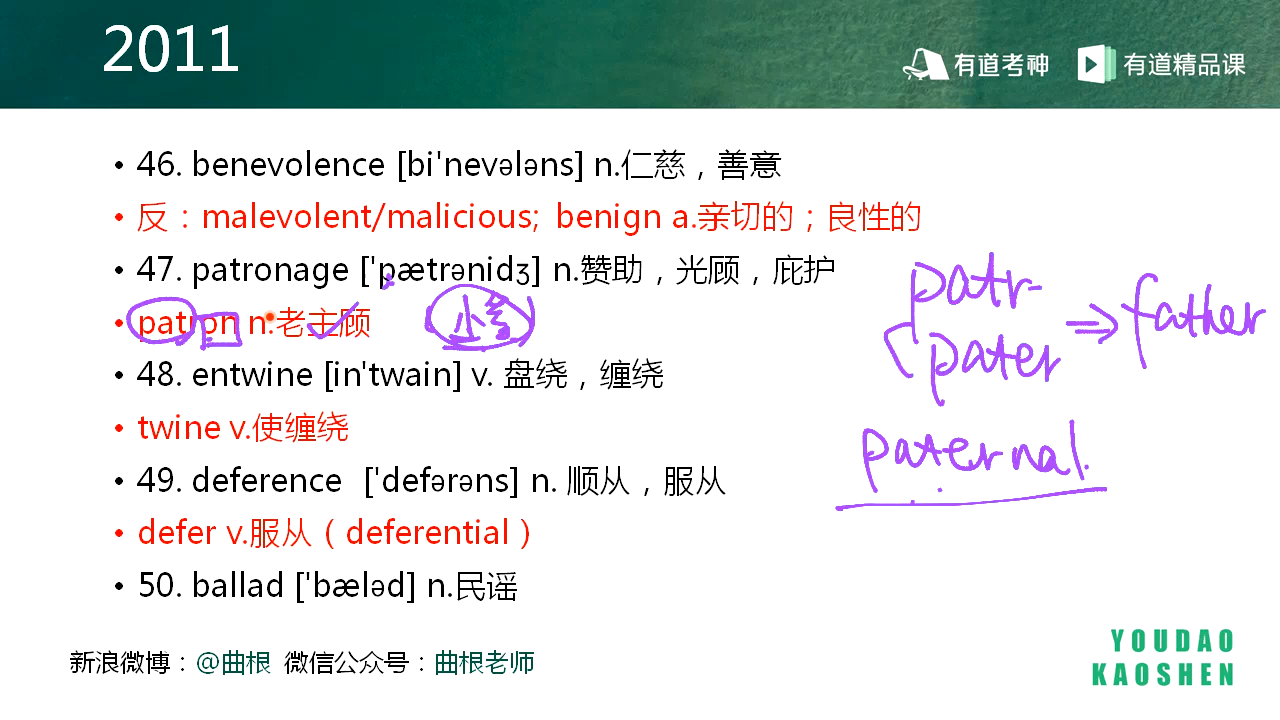 2011
有道考神 有道精品课
• 46. benevolence [bi'nevələns] n.仁慈，善意
• 反：malevolent/malicious; benign a.亲切的；良性的
• 47. patronage ['pætrənidʒ] n.赞助，光顾，庇护
• patron n.老主顾
小写
patr-
pater ⇒ father
paternal.
• 48. entwine [in'twain] v. 盘绕，缠绕
• twine v.使缠绕
• 49. deference ['defərəns] n. 顺从，服从
• defer v.服从（deferential）
• 50. ballad ['bæləd] n.民谣
新浪微博：@曲根 微信公众号：曲根老师
YOUDAO
KAOSHEN